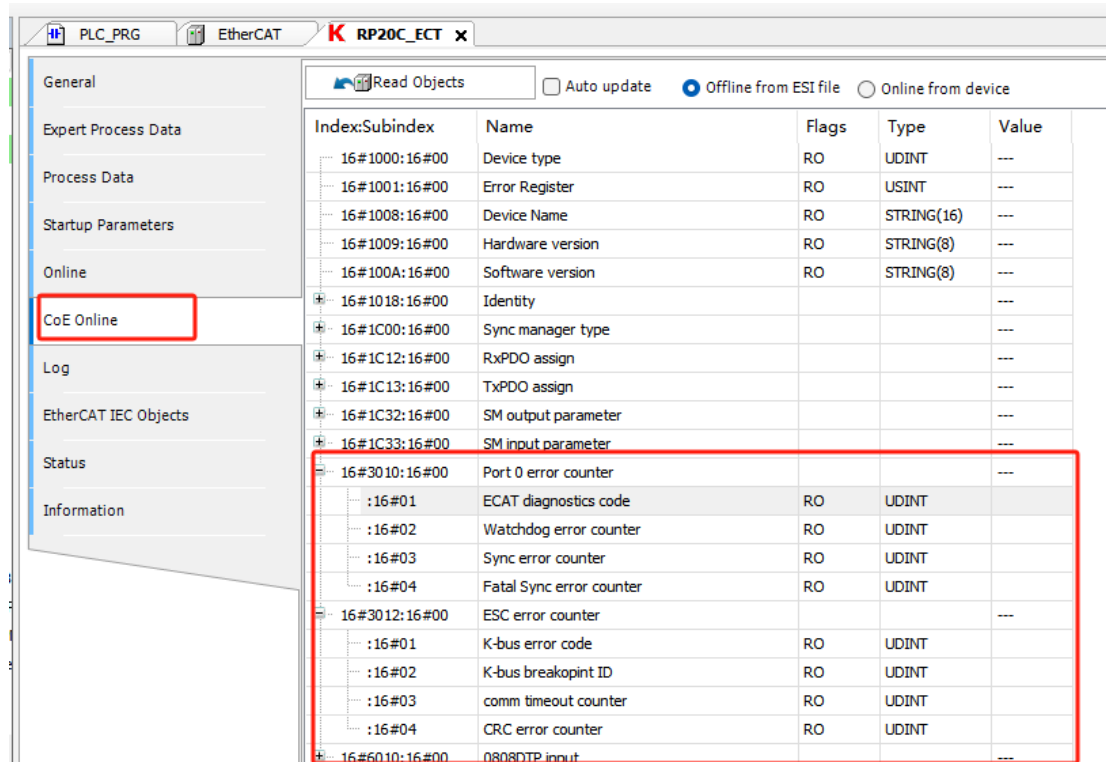 PLC_PRG EtherCAT K RP20C_ECT x
General
Expert Process Data
Process Data
Startup Parameters
Online
CoE Online
Log
EtherCAT IEC Objects
Status
Information
Read Objects Auto update Offline from ESI file Online from device
Index:Subindex Name Flags Type Value
16#1000:16#00 Device type RO UDINT ---
16#1001:16#00 Error Register RO USINT ---
16#1008:16#00 Device Name RO STRING(16) ---
16#1009:16#00 Hardware version RO STRING(8) ---
16#100A:16#00 Software version RO STRING(8) ---
16#1018:16#00 Identity ---
16#1C00:16#00 Sync manager type ---
16#1C12:16#00 RxPDO assign ---
16#1C13:16#00 TxPDO assign ---
16#1C32:16#00 SM output parameter ---
16#1C33:16#00 SM input parameter ---
16#3010:16#00 Port 0 error counter ---
:16#01 ECAT diagnostics code RO UDINT
:16#02 Watchdog error counter RO UDINT
:16#03 Sync error counter RO UDINT
:16#04 Fatal Sync error counter RO UDINT
16#3012:16#00 ESC error counter ---
:16#01 K-bus error code RO UDINT
:16#02 K-bus breakopint ID RO UDINT
:16#03 comm timeout counter RO UDINT
:16#04 CRC error counter RO UDINT
16#6010:16#00 0808DTP input ---